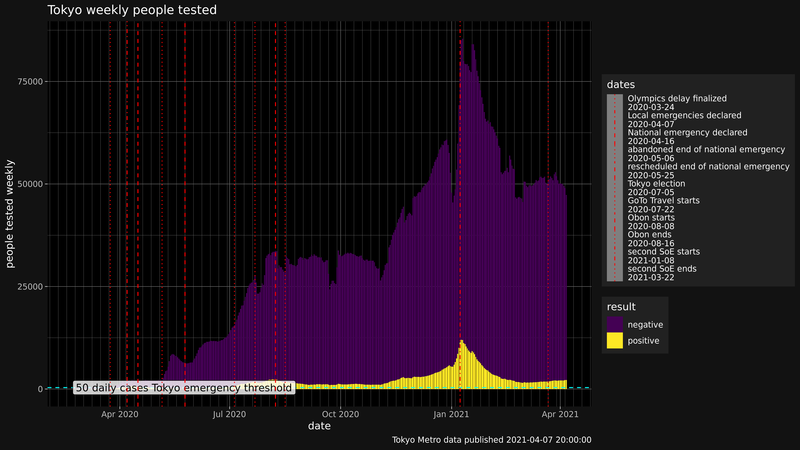 Tokyo weekly people tested
people tested weekly
75000
50000
25000
0
50 daily cases Tokyo emergency threshold
Apr 2020
Jul 2020
Oct 2020
Jan 2021
Apr 2021
date
Tokyo Metro data published 2021-04-07 20:00:00
dates
Olympics delay finalized
2020-03-24
Local emergencies declared
2020-04-07
National emergency declared
2020-04-16
abandoned end of national emergency
2020-05-06
rescheduled end of national emergency
2020-05-25
Tokyo election
2020-07-05
GoTo Travel starts
2020-07-22
Obon starts
2020-08-08
Obon ends
2020-08-16
second SoE starts
2021-01-08
second SoE ends
2021-03-22
result
negative
positive